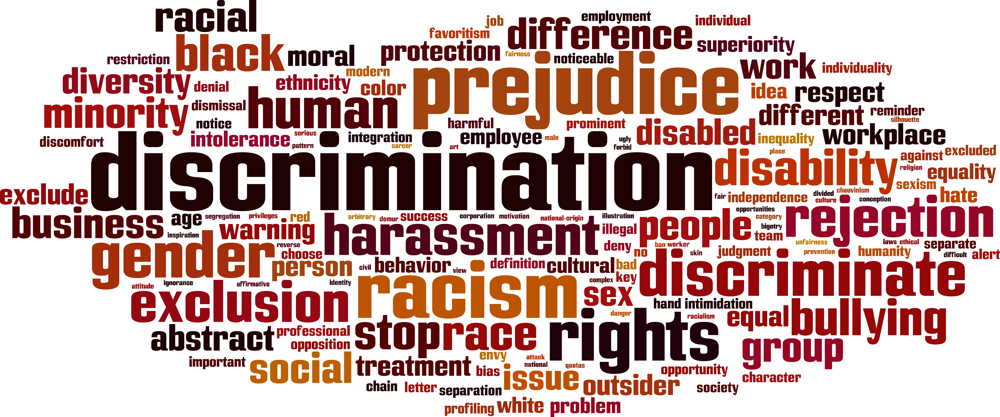 racial
employment
job
difference
individual
favoritism
black
superiority
protection
moral
fairness
noticeable
restriction
prejudice
work
individuality
modern
diversity
denial
ethnicity
color
idea
respect
human
minority
dismissal
different
reminder
silhouette
notice
harmful
prominent
disabled
intolerance
serious
integration
employee
male
ugly
inequality
workplace
discomfort
pattern
career
art
forbid
discrimination
place
excluded
disability
against
religion
equality
sexism
exclude
fair
independence
divided
chauvinism
culture
conception
hate
business
age
segregation
privileges
red
arbitrary
demur
success
corporation
motivation
national-origin
illustration
opportunities
category
rejection
inspiration
warning
harassment
illegal
people
bigotry
team
gender
reverse
choose
deny
no
ban
worker
unfairness
laws
ethical
separate
skin
judgment
prevention
humanity
difficult
alert
person
civil
behavior
view
definition
cultural
bad
discriminate
attitude
ignorance
affirmative
identity
racism
complex
key
exclusion
sex
hand
intimidation
danger
racialism
equal
bullying
abstract
professional
opposition
stop
race
rights
group
important
social
treatment
envy
attack
national
quotas
bias
issue
opportunity
character
chain
letter
separation
outsider
society
profiling
white
problem